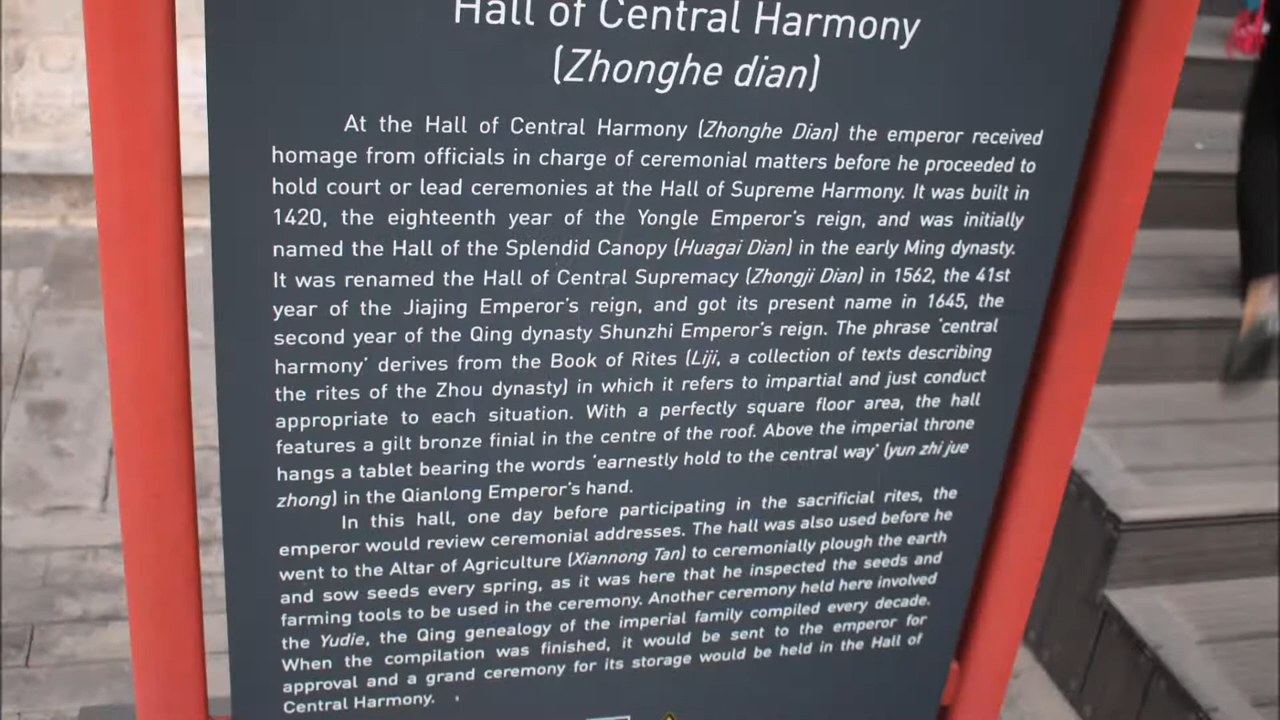 Hall of Central Harmony
(Zhonghe dian)
At the Hall of Central Harmony (Zhonghe Dian) the emperor received
homage from officials in charge of ceremonial matters before he proceeded to
hold court or lead ceremonies at the Hall of Supreme Harmony. It was built in
1420, the eighteenth year of the Yongle Emperor's reign, and was initially
named the Hall of the Splendid Canopy (Huagai Dian) in the early Ming dynasty.
It was renamed the Hall of Central Supremacy (Zhongji Dian) in 1562, the 41st
year of the Jiajing Emperor's reign, and got its present name in 1645, the
second year of the Qing dynasty Shunzhi Emperor's reign. The phrase 'central
harmony' derives from the Book of Rites (Liji, a collection of texts describing
the rites of the Zhou dynasty) in which it refers to impartial and just conduct
appropriate to each situation. With a perfectly square floor area, the hall
features a gilt bronze finial in the centre of the roof. Above the imperial throne
hangs a tablet bearing the words 'earnestly hold to the central way' (yun zhi jue
zhong) in the Qianlong Emperor's hand.
In this hall, one day before participating in the sacrificial rites, the
emperor would review ceremonial addresses. The hall was also used before he
went to the Altar of Agriculture (Xiannong Tan) to ceremonially plough the earth
and sow seeds every spring, as it was here that he inspected the seeds and
farming tools to be used in the ceremony. Another ceremony held here involved
the Yudie, the Qing genealogy of the imperial family compiled every decade.
When the compilation was finished, it would be sent to the emperor for
approval and a grand ceremony for its storage would be held in the Hall of
Central Harmony.